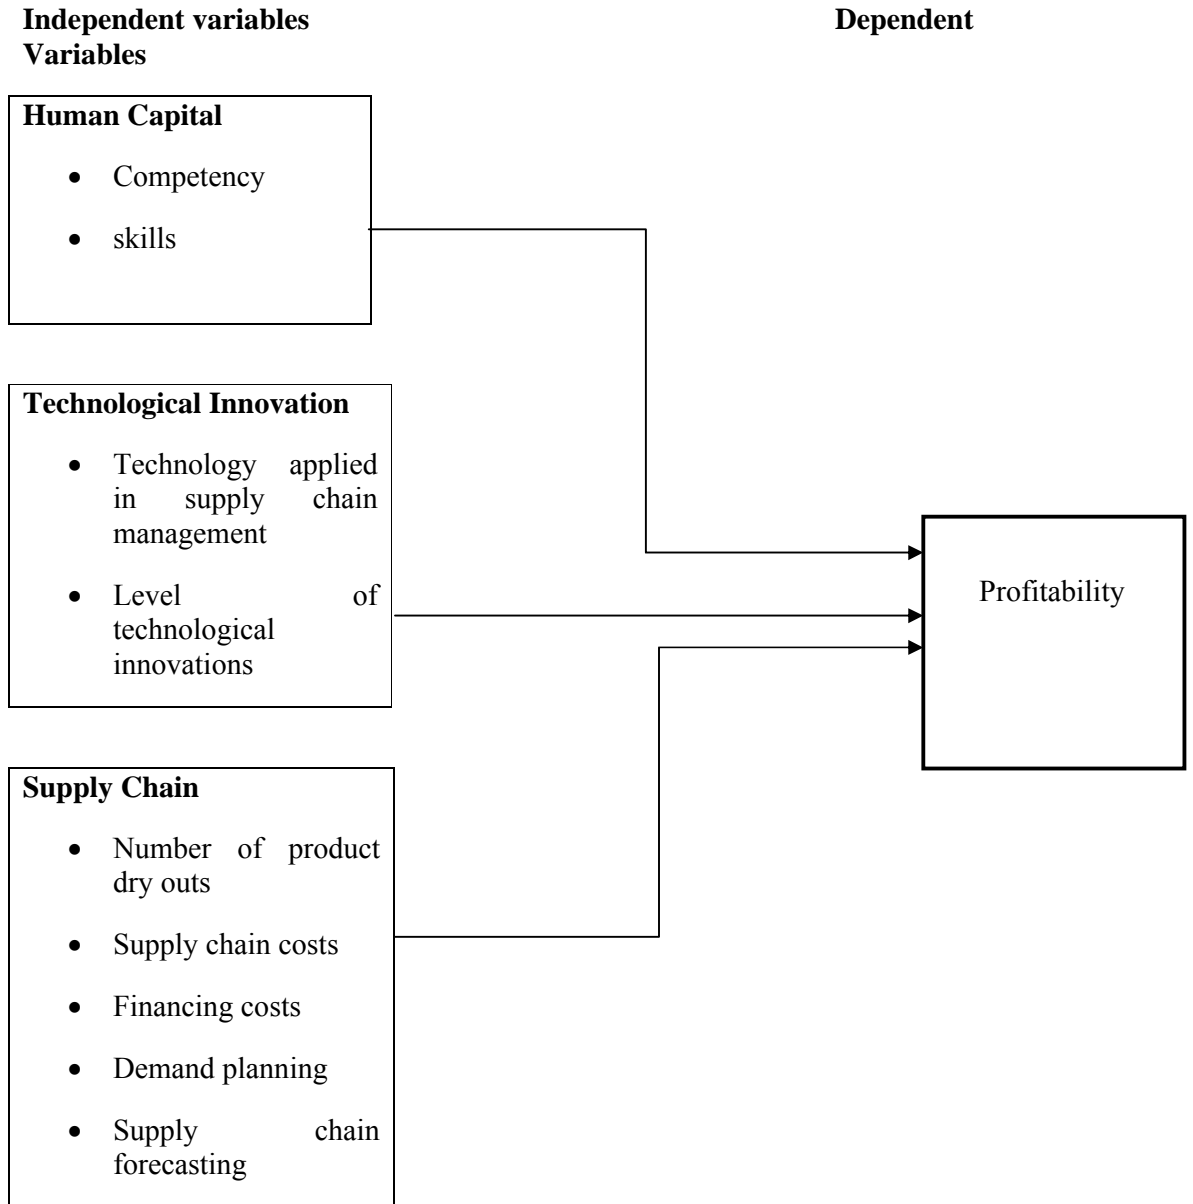 Independent variables Dependent
Variables
Human Capital
• Competency
• skills
Technological Innovation
• Technology applied
in supply chain
management
• Level of
technological
innovations
Profitability
Supply Chain
• Number of product
dry outs
• Supply chain costs
• Financing costs
• Demand planning
• Supply chain
forecasting